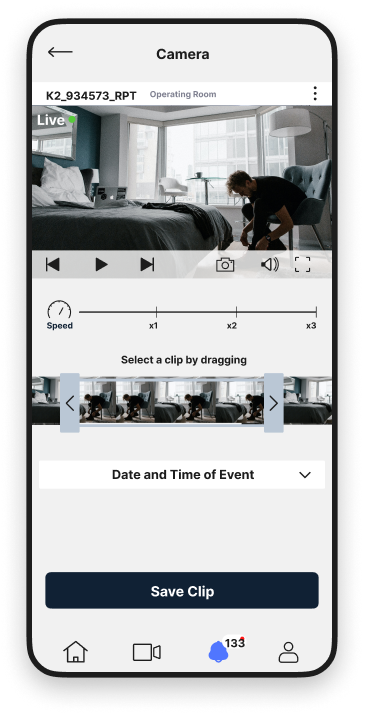 Camera
K2_934573_RPT Operating Room
Live
Speed x1 x2 x3
Select a clip by dragging
Date and Time of Event
Save Clip
133